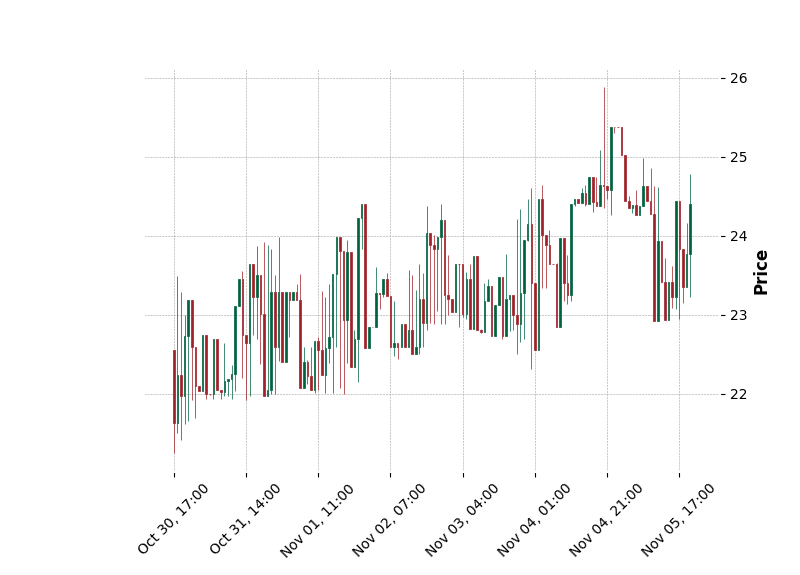 26
25
24
23
22
Price
Oct 30, 17:00
Oct 31, 14:00
Nov 01, 11:00
Nov 02, 07:00
Nov 03, 04:00
Nov 04, 01:00
Nov 04, 21:00
Nov 05, 17:00